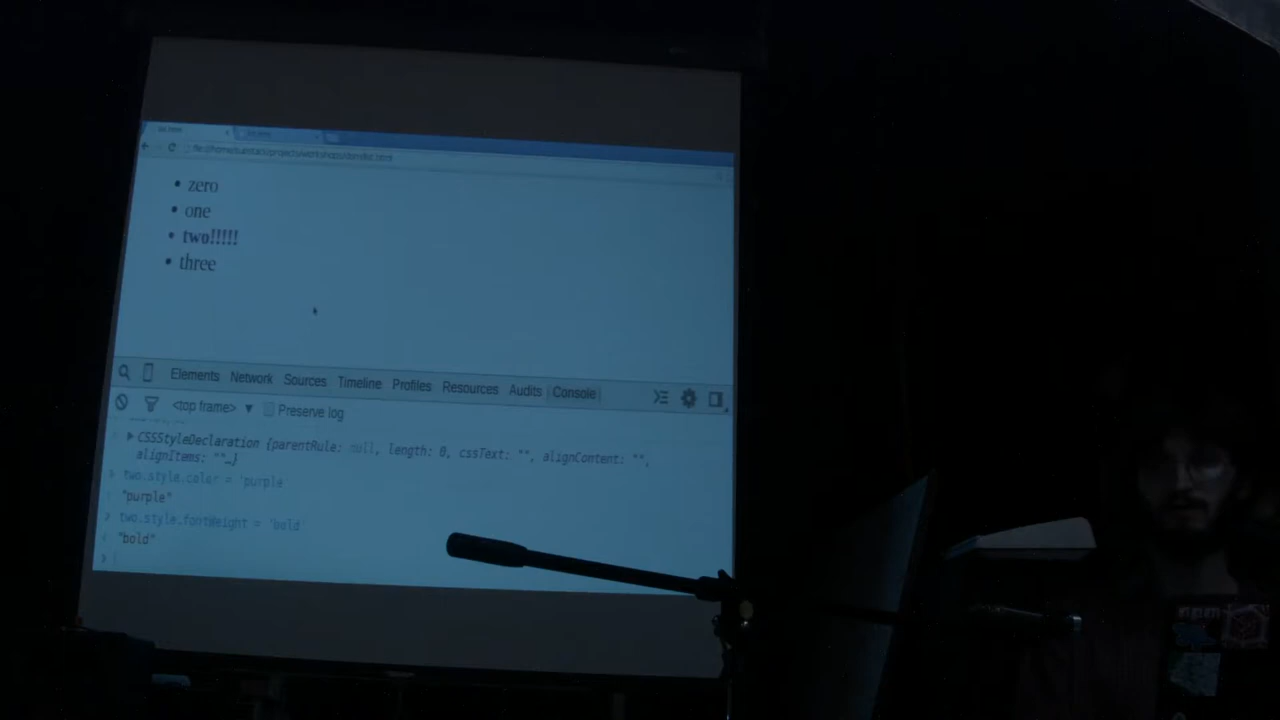 zero
one
two!!!!!
three
Elements Network Sources Timeline Profiles Resources Audits Console
<top frame> Preserve log
CSSStyleDeclaration {parentRule: null, length: 0, cssText: "", alignContent: "",
alignItems: ""…}
two.style.color = 'purple
"purple"
two.style.fontWeight = 'bold'
"bold"